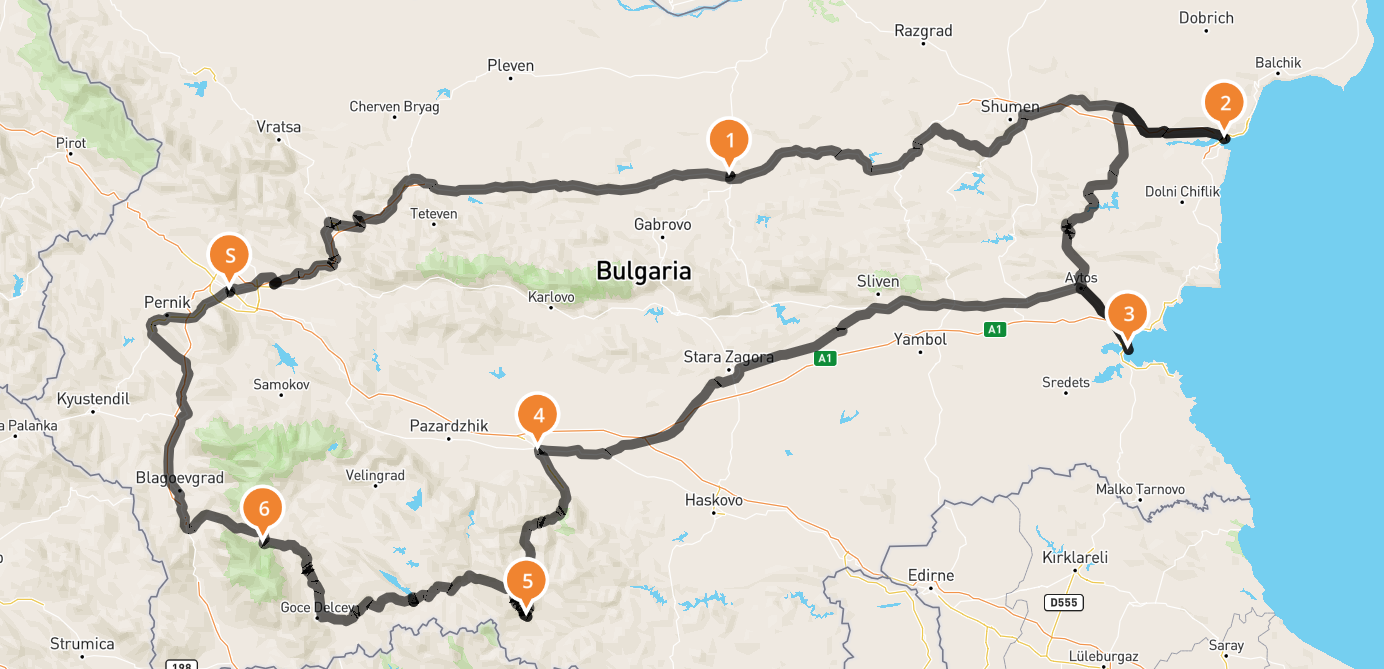 Dobrich
Razgrad
Balchik
Pleven
Cherven Bryag
Shumen
2
Vratsa
1
Pirot
Dolni Chiflik
Teteven
Gabrovo
S
Bulgaria
Aytos
Sliven
Karlovo
Pernik
3
A1
Yambol
Stara Zagora
A1
Samokov
Sredets
Kyustendil
4
a Palanka
Pazardzhik
Blagoevgrad
Velingrad
Malko Tarnovo
Haskovo
6
Kirklareli
Edirne
5
D555
Goce Delcev
Strumica
Saray
Lüleburgaz
198